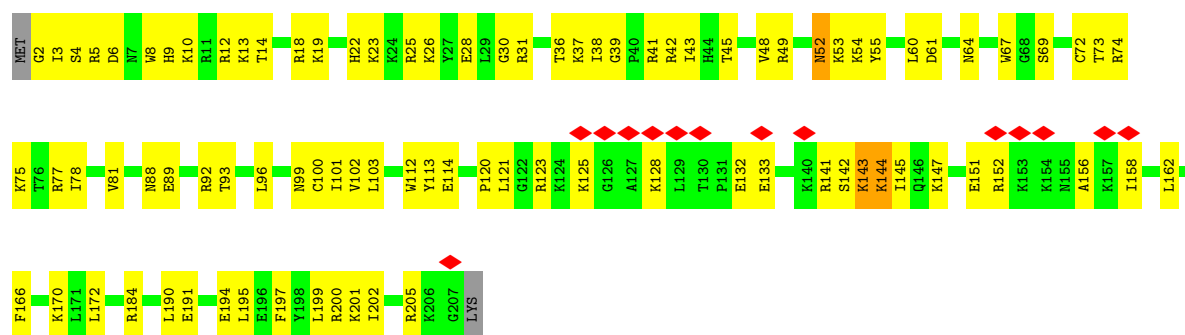 MET G2 I3 S4 R5 D6 N7 W8 H9 K10 R11 R12 K13 T14 R18 K19 H22 K23 K24 R25 K26 Y27 E28 L29 G30 R31 T36 K37 I38 G39 P40 R41 R42 I43 H44 T45 V48 R49 N52 K53 K54 Y55 L60 D61 N64 W67 G68 S69 C72 T73 R74
K75 T76 R77 I78 V81 N88 E89 R92 T93 L96 N99 C100 I101 V102 L103 W112 Y113 E114 P120 L121 G122 R123 K124 K125 G126 A127 K128 L129 T130 P131 E132 E133 K140 R141 S142 K143 K144 I145 Q146 K147 E151 R152 K153 K154 N155 A156 K157 I158 L162
F166 K170 L171 L172 R184 L190 E191 E194 L195 E196 F197 Y198 L199 R200 K201 I202 R205 K206 G207 LYS